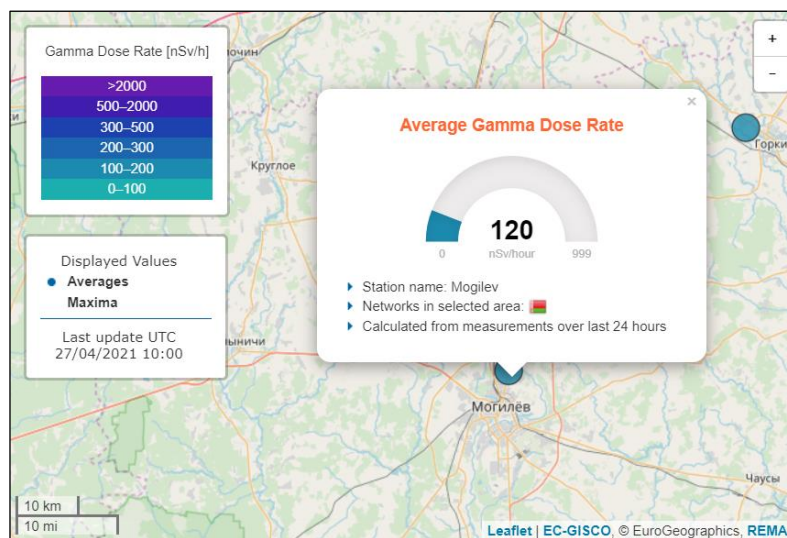 Gamma Dose Rate [nSv/h]
>2000
500–2000
300–500
200–300
100–200
0–100
Displayed Values
Averages
Maxima
Last update UTC
27/04/2021 10:00
Круглое
+
−
Горки
×
Average Gamma Dose Rate
120
0 nSv/hour 999
Station name: Mogilev
Networks in selected area:
Calculated from measurements over last 24 hours
Могилёв
Чаусы
10 km
10 mi
Leaflet | EC-GISCO, © EuroGeographics, REMA